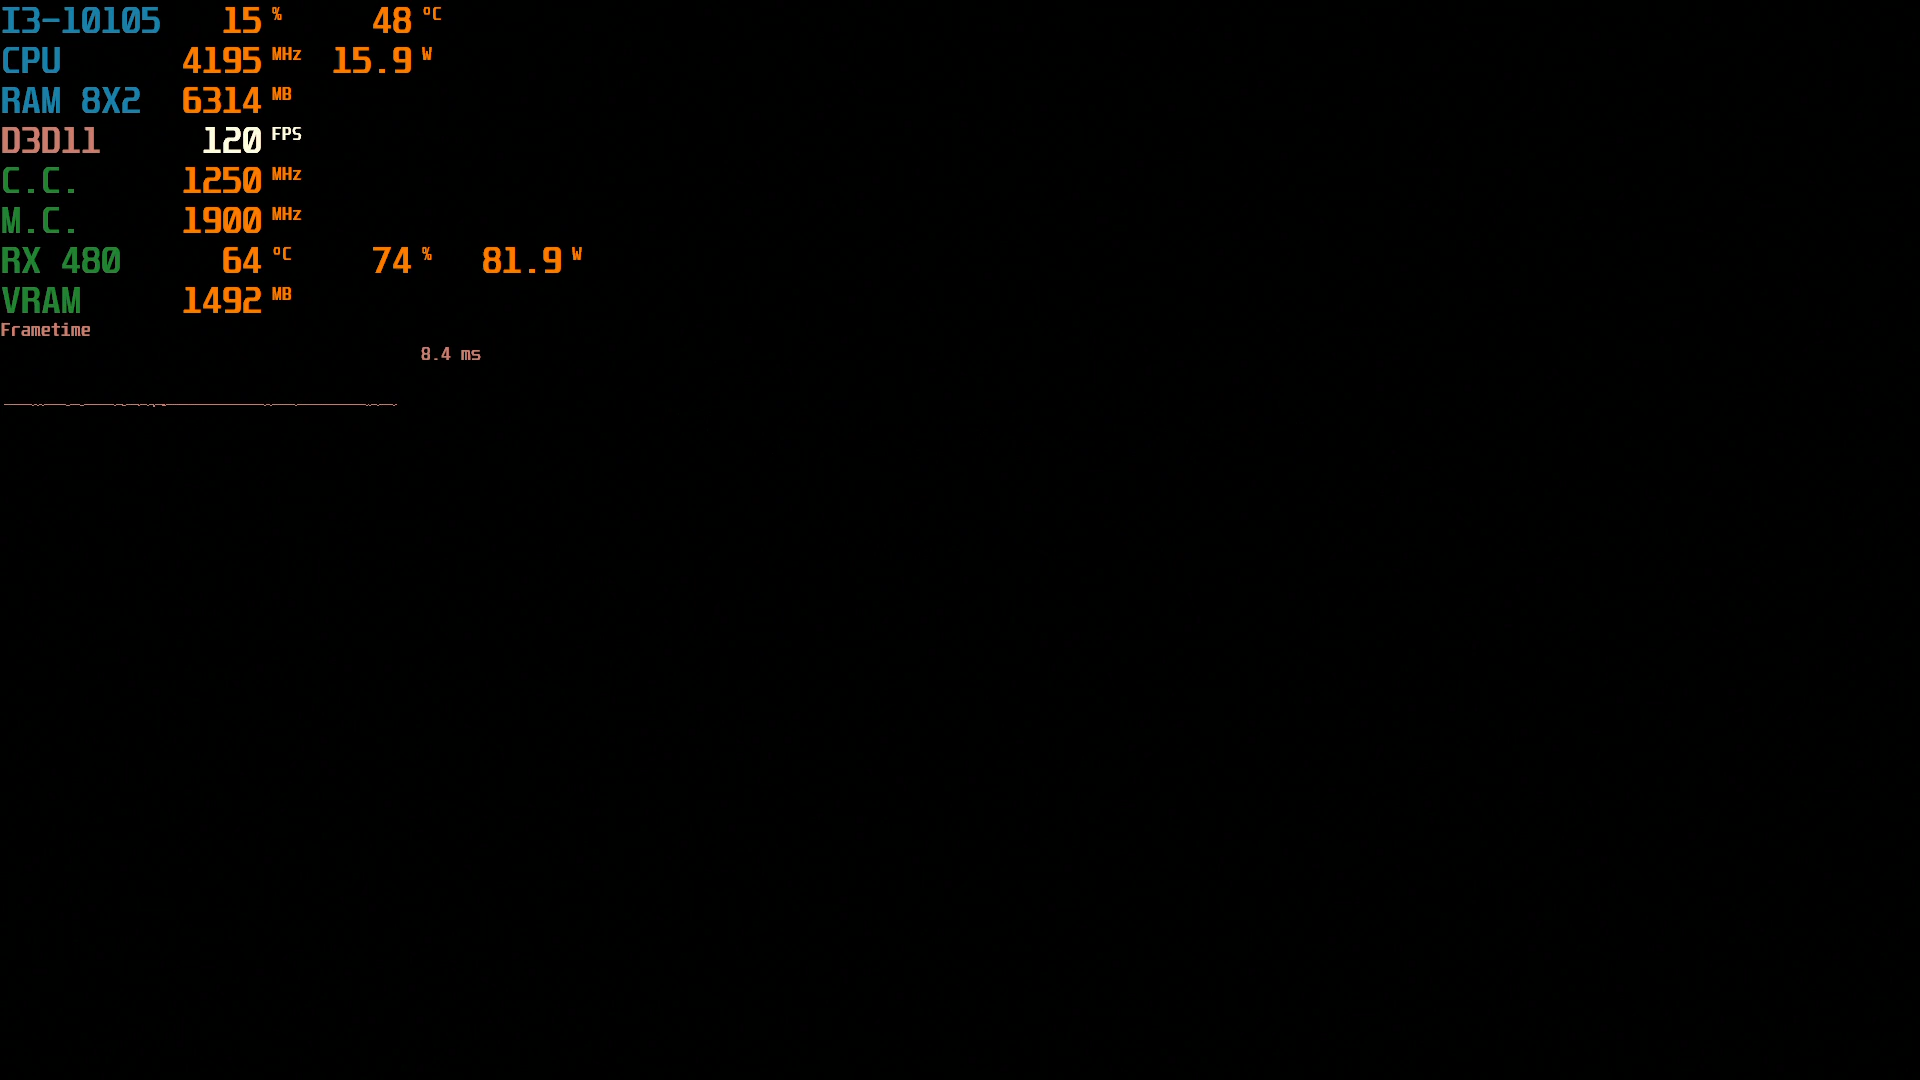 I3-10105 15 % 48 °C
CPU 4195 MHz 15.9 W
RAM 8X2 6314 MB
D3D11 120 FPS
C.C. 1250 MHz
M.C. 1900 MHz
RX 480 64 °C 74 % 81.9 W
VRAM 1492 MB
Frametime
8.4 ms